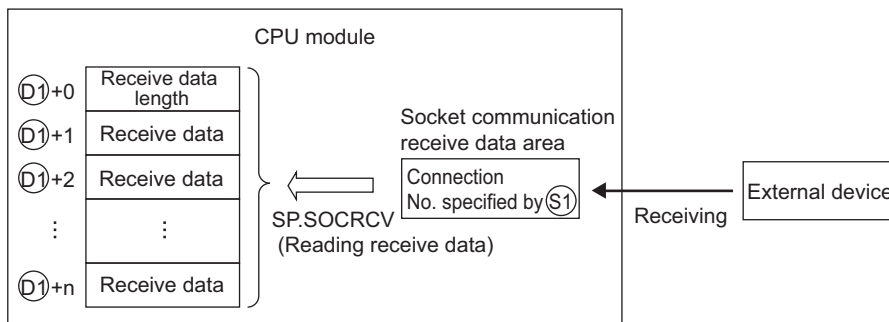 CPU module
D1+0
Receive data
length
D1+1
Receive data
D1+2
Receive data
⋮
⋮
D1+n
Receive data
SP.SOCRCV
(Reading receive data)
Socket communication
receive data area
Connection
No. specified by S1
Receiving
External device